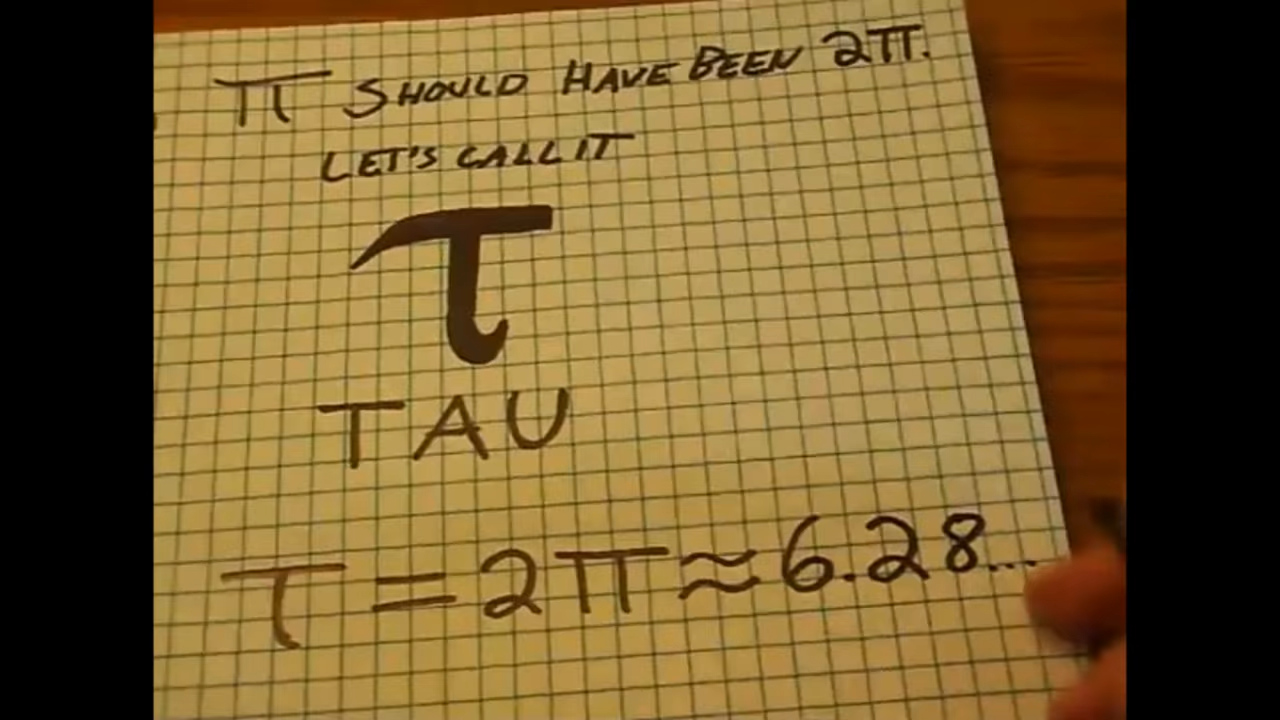 π SHOULD HAVE BEEN 2π.
LET'S CALL IT
τ
TAU
τ = 2π ≈ 6.28...